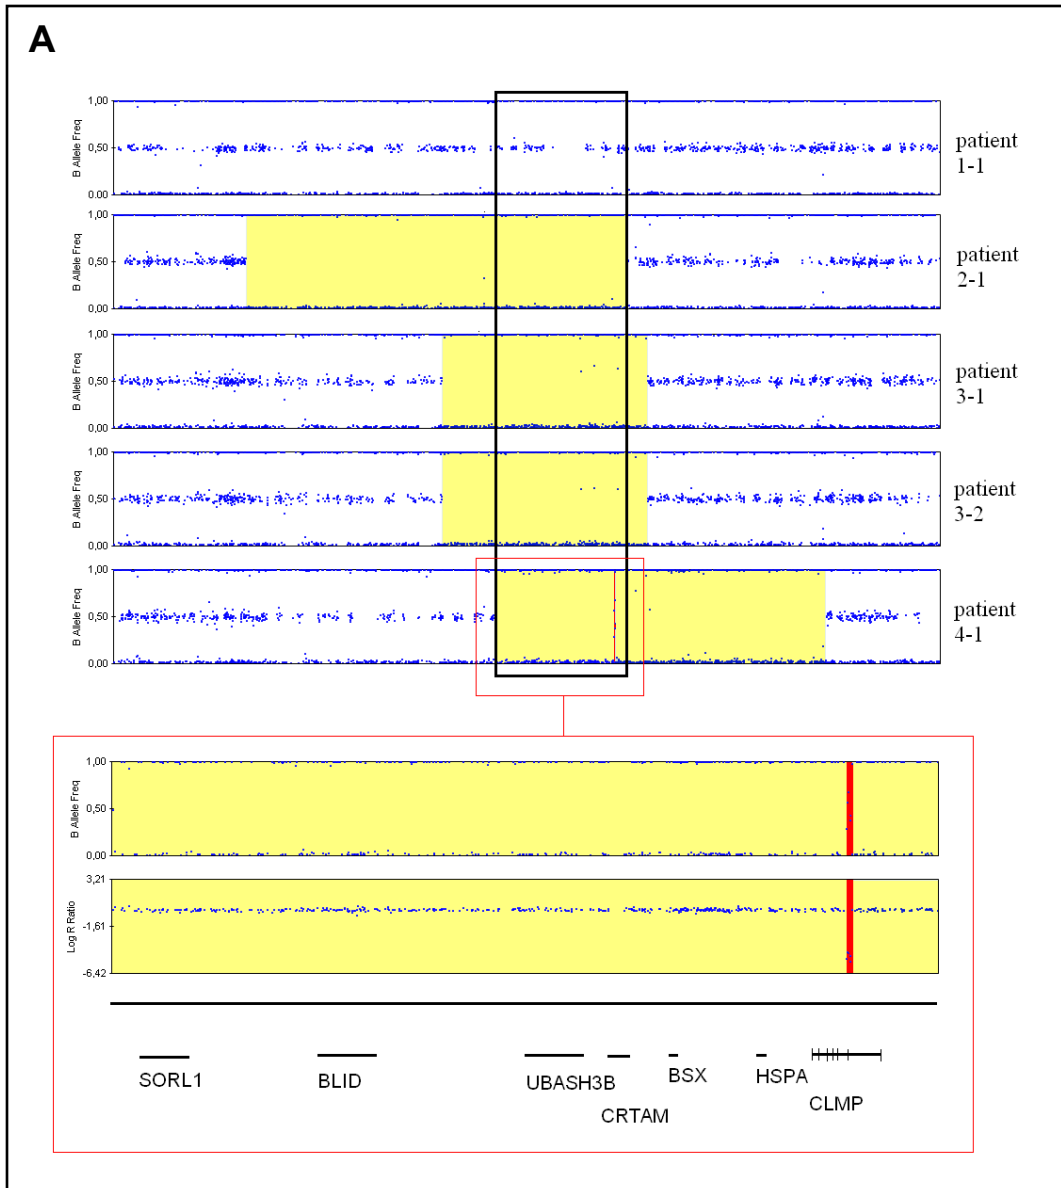 A
1,00
0,50
0,00
B Allele Freq
patient
1-1
1,00
0,50
0,00
B Allele Freq
patient
2-1
1,00
0,50
0,00
B Allele Freq
patient
3-1
1,00
0,50
0,00
B Allele Freq
patient
3-2
1,00
0,50
0,00
B Allele Freq
patient
4-1
1,00
0,50
0,00
B Allele Freq
3,21
-1,61
-6,42
Log R Ratio
SORL1
BLID
UBASH3B
CRTAM
BSX
HSPA
CLMP